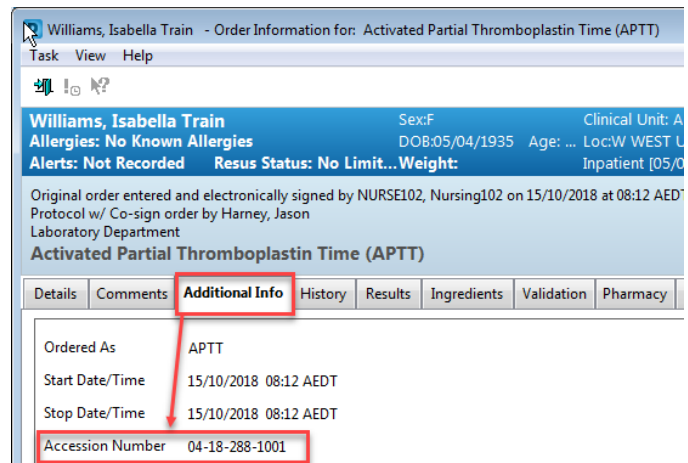 Williams, Isabella Train - Order Information for: Activated Partial Thromboplastin Time (APTT)
Task View Help
Williams, Isabella Train Sex:F Clinical Unit: A
Allergies: No Known Allergies DOB:05/04/1935 Age: ... Loc:W WEST U
Alerts: Not Recorded Resus Status: No Limit... Weight: Inpatient [05/0
Original order entered and electronically signed by NURSE102, Nursing102 on 15/10/2018 at 08:12 AEDT
Protocol w/ Co-sign order by Harney, Jason
Laboratory Department
Activated Partial Thromboplastin Time (APTT)
Details Comments Additional Info History Results Ingredients Validation Pharmacy
Ordered As APTT
Start Date/Time 15/10/2018 08:12 AEDT
Stop Date/Time 15/10/2018 08:12 AEDT
Accession Number 04-18-288-1001